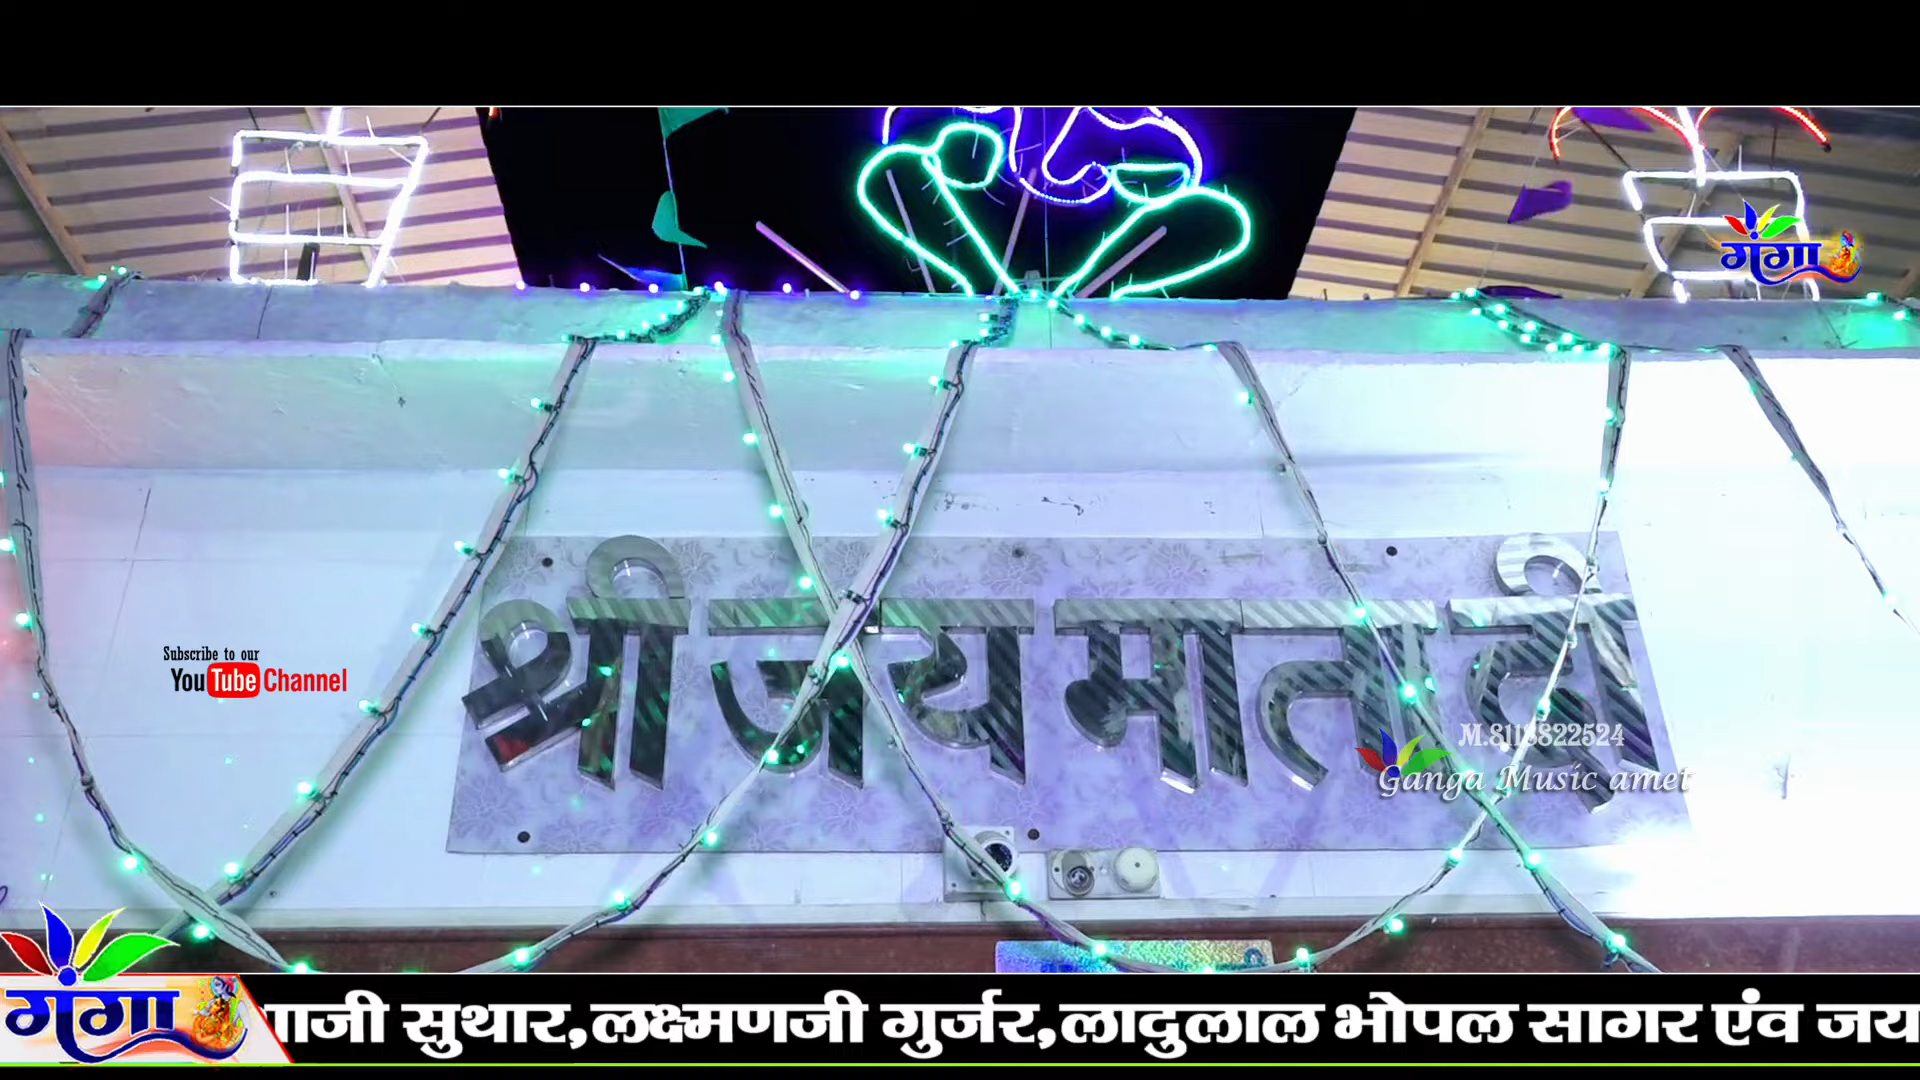 गंगा
श्री जय माता दी
Subscribe to our
YouTube Channel
M.8118822524
Ganga Music amet
गंगा
ाजी सुथार,लक्ष्मणजी गुर्जर,लादुलाल भोपल सागर एंव जय